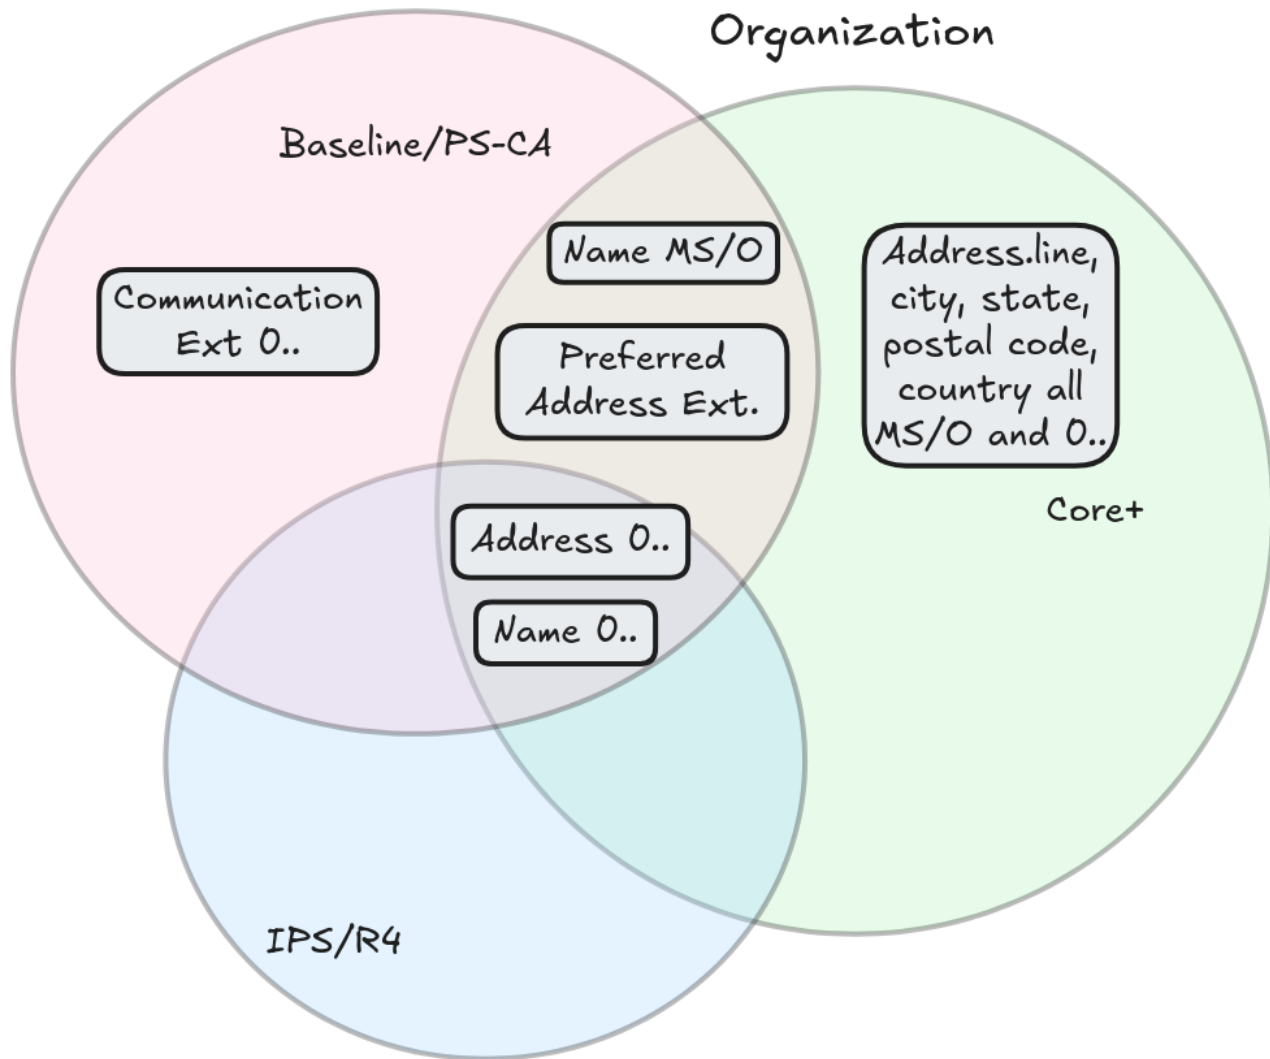 Organization
Baseline/PS-CA
Name MS/O
Address.line,
city, state,
postal code,
country all
MS/O and 0..
Communication
Ext 0..
Preferred
Address Ext.
Core+
Address 0..
Name 0..
IPS/R4